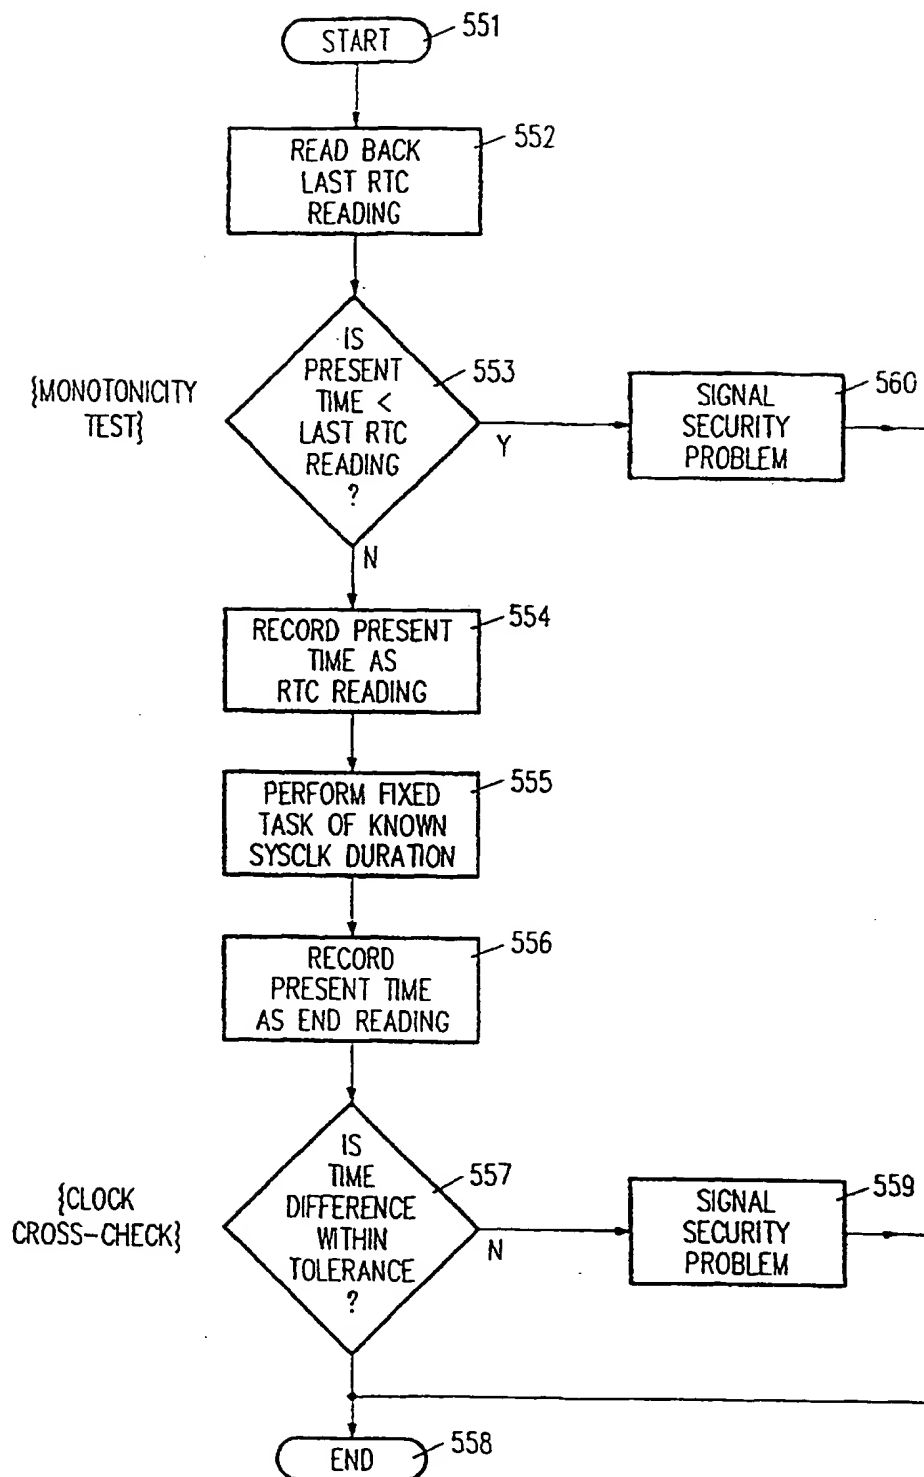 START
551
READ BACK
LAST RTC
READING
552
{MONOTONICITY
TEST}
IS
PRESENT
TIME <
LAST RTC
READING
?
553
Y
N
SIGNAL
SECURITY
PROBLEM
560
RECORD PRESENT
TIME AS
RTC READING
554
PERFORM FIXED
TASK OF KNOWN
SYSCLK DURATION
555
RECORD
PRESENT TIME
AS END READING
556
{CLOCK
CROSS-CHECK}
IS
TIME
DIFFERENCE
WITHIN
TOLERANCE
?
557
N
SIGNAL
SECURITY
PROBLEM
559
END
558